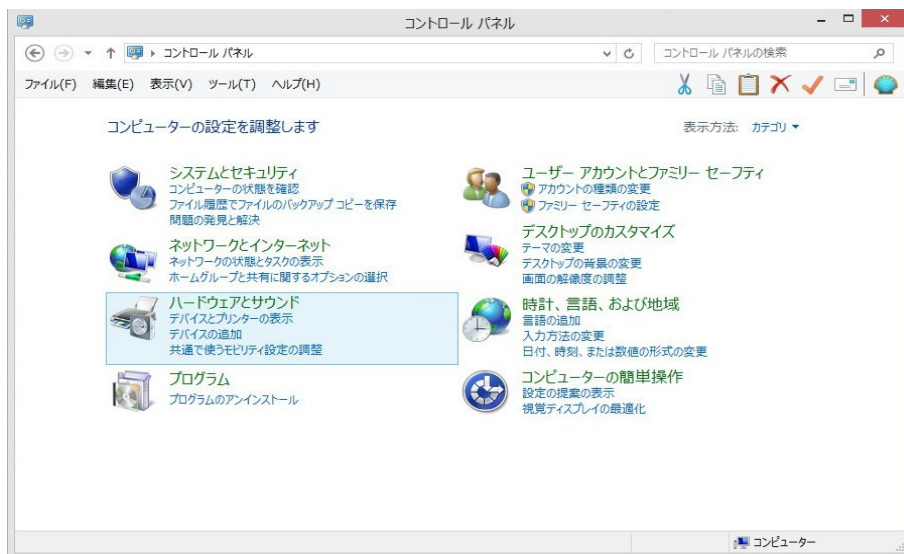 コントロール パネル
コントロール パネル
コントロール パネルの検索
ファイル(F) 編集(E) 表示(V) ツール(T) ヘルプ(H)
コンピューターの設定を調整します
表示方法: カテゴリ
システムとセキュリティ
コンピューターの状態を確認
ファイル履歴でファイルのバックアップ コピーを保存
問題の発見と解決
ネットワークとインターネット
ネットワークの状態とタスクの表示
ホームグループと共有に関するオプションの選択
ハードウェアとサウンド
デバイスとプリンターの表示
デバイスの追加
共通で使うモビリティ設定の調整
プログラム
プログラムのアンインストール
ユーザー アカウントとファミリー セーフティ
アカウントの種類の変更
ファミリー セーフティの設定
デスクトップのカスタマイズ
テーマの変更
デスクトップの背景の変更
画面の解像度の調整
時計、言語、および地域
言語の追加
入力方法の変更
日付、時刻、または数値の形式の変更
コンピューターの簡単操作
設定の提案の表示
視覚ディスプレイの最適化
コンピューター